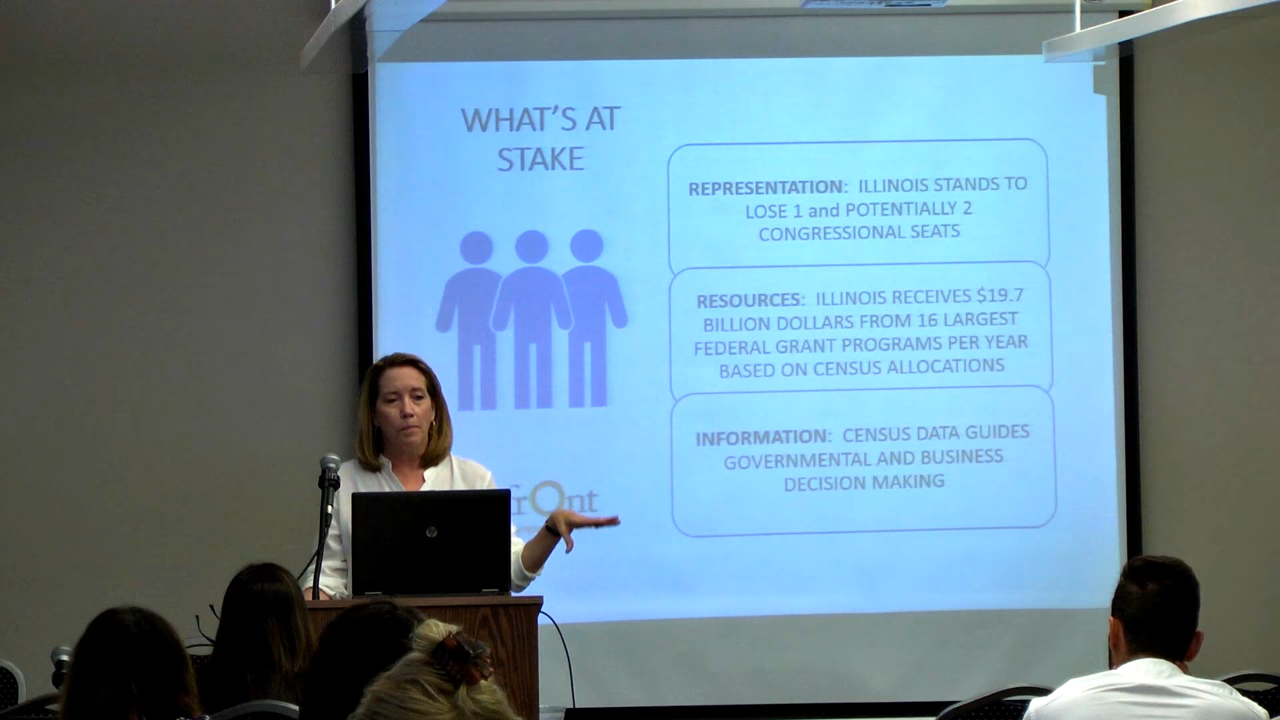 WHAT'S AT
STAKE
REPRESENTATION: ILLINOIS STANDS TO
LOSE 1 and POTENTIALLY 2
CONGRESSIONAL SEATS
RESOURCES: ILLINOIS RECEIVES $19.7
BILLION DOLLARS FROM 16 LARGEST
FEDERAL GRANT PROGRAMS PER YEAR
BASED ON CENSUS ALLOCATIONS
INFORMATION: CENSUS DATA GUIDES
GOVERNMENTAL AND BUSINESS
DECISION MAKING
frOnt
hp